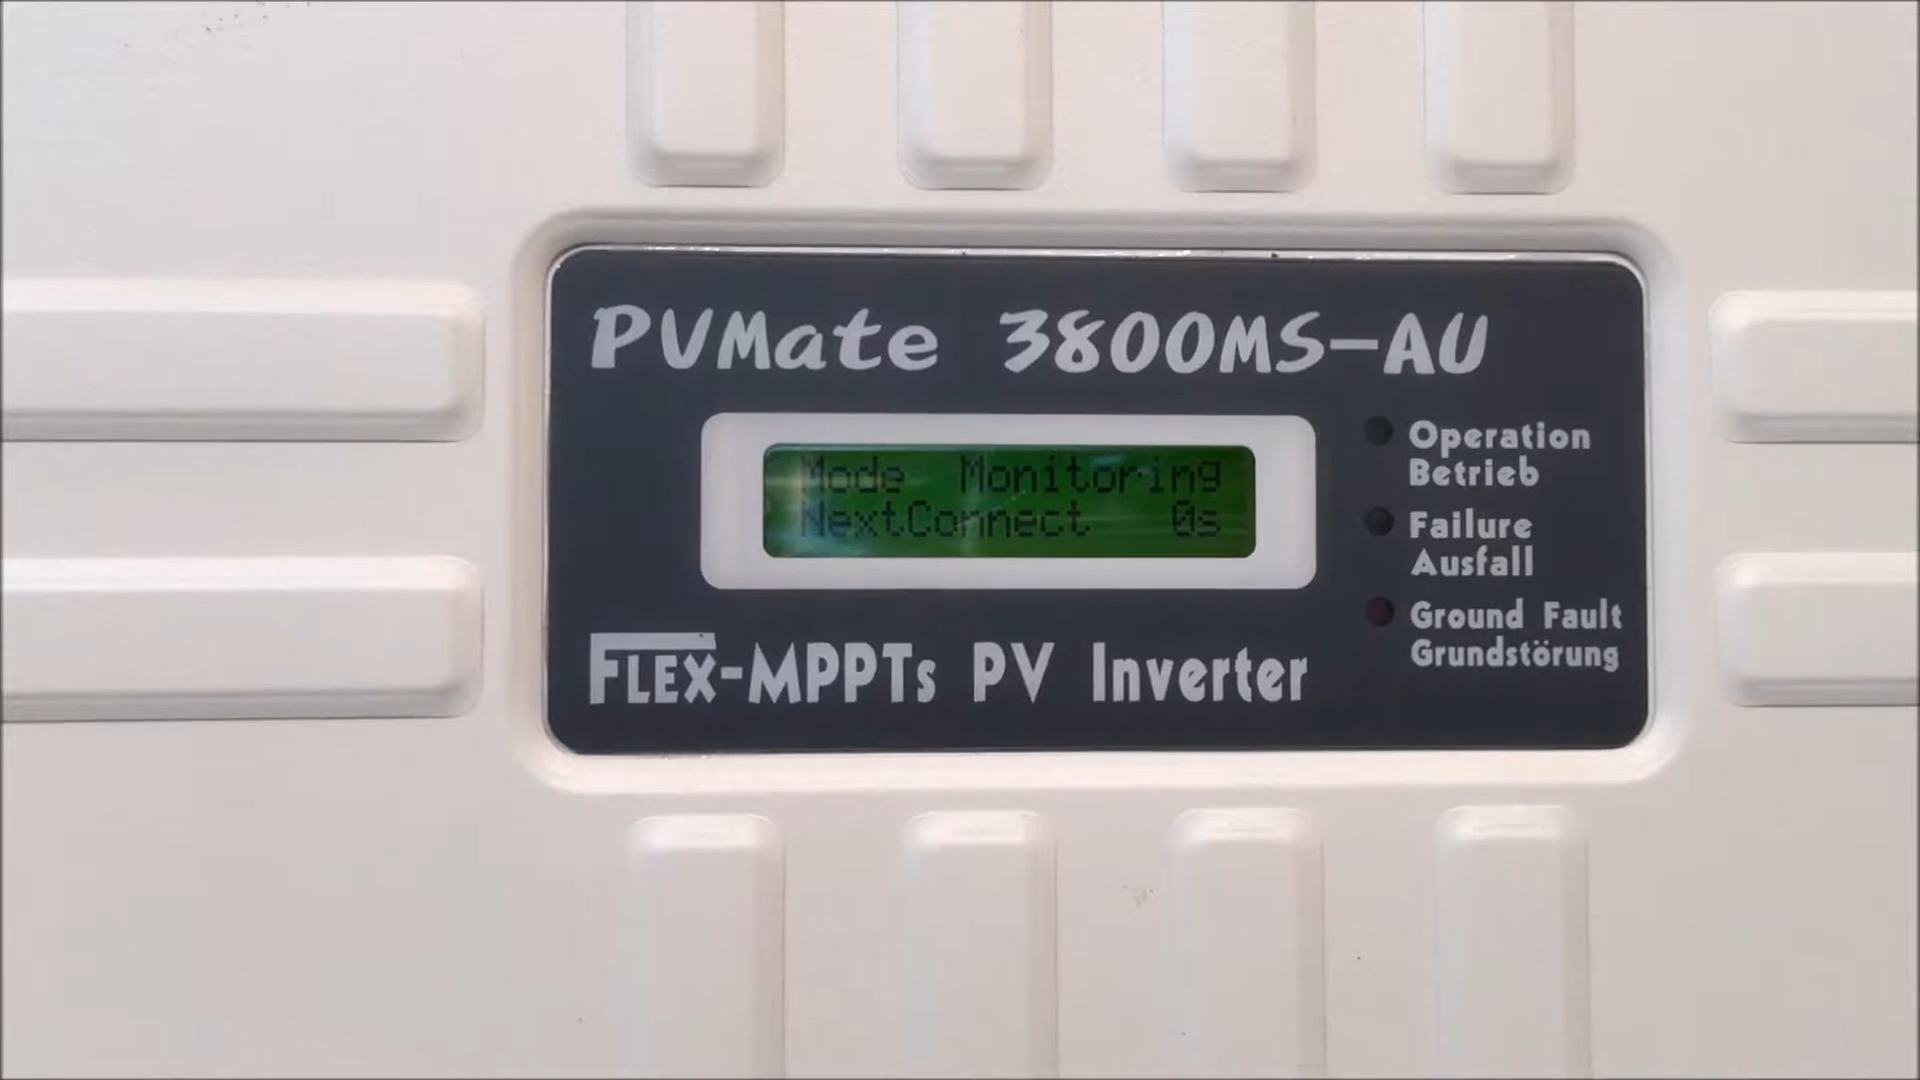 PVMate 3800MS-AU
Mode Monitoring
NextConnect 0s
Operation
Betrieb
Failure
Ausfall
Ground Fault
Grundstörung
FLEX-MPPTs PV Inverter